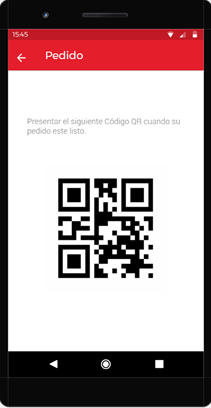 15:45
Pedido
Presentar el siguiente Código QR cuando su
pedido este listo.